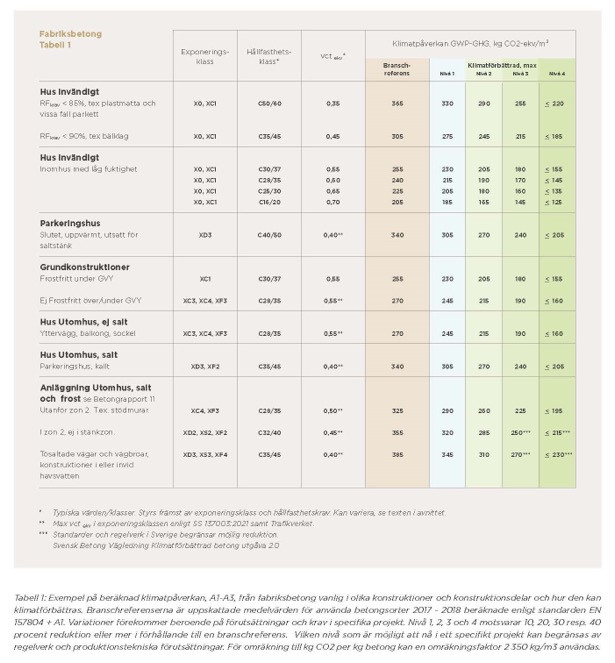 Fabriksbetong
Tabell 1
Exponerings-
klass
Hållfasthets-
klass*
vct ekv*
Klimatpåverkan GWP-GHG, kg CO2-ekv/m³
Bransch-
referens
Klimatförbättrad, max
Nivå 1 Nivå 2 Nivå 3 Nivå 4
Hus Invändigt
RFkrav < 85%, tex plastmatta och X0, XC1 C50/60 0,35 365 330 290 255 ≤ 220
vissa fall parkett
RFkrav < 90%, tex bälklag X0, XC1 C35/45 0,45 305 275 245 215 ≤ 185
Hus Invändigt
Inomhus med låg fuktighet X0, XC1 C30/37 0,55 255 230 205 180 ≤ 155
X0, XC1 C28/35 0,60 240 215 190 170 ≤ 145
X0, XC1 C25/30 0,65 225 205 180 160 ≤ 135
X0, XC1 C16/20 0,70 205 185 165 145 ≤ 125
Parkeringshus
Slutet, uppvärmt, utsatt för XD3 C40/50 0,40** 340 305 270 240 ≤ 205
saltstänk
Grundkonstruktioner
Frostfritt under GVY XC1 C30/37 0,55 255 230 205 180 ≤ 155
Ej Frostfritt över/under GVY XC3, XC4, XF3 C28/35 0,55** 270 245 215 190 ≤ 160
Hus Utomhus, ej salt
Yttervägg, balkong, sockel XC3, XC4, XF3 C28/35 0,55** 270 245 215 190 ≤ 160
Hus Utomhus, salt
Parkeringshus, kallt XD3, XF2 C35/45 0,40** 340 305 270 240 ≤ 205
Anläggning Utomhus, salt
och frost se Betongrapport 11
Utanför zon 2. T.ex. stödmurar. XC4, XF3 C28/35 0,50** 325 290 260 225 ≤ 195
I zon 2, ej i stänkzon. XD2, XS2, XF2 C32/40 0,45** 355 320 285 250*** ≤ 215***
Tösaltade vägar och vägbroar, XD3, XS3, XF4 C35/45 0,40** 385 345 310 270*** ≤ 230***
konstruktioner i eller invid
havsvatten
* Typiska värden/klasser. Styrs främst av exponeringsklass och hållfasthetskrav. Kan variera, se texten i avnittet.
** Max vct ekv i exponeringsklassen enligt SS 137003:2021 samt Trafikverket.
*** Standarder och regelverk i Sverige begränsar möjlig reduktion.
Svensk Betong Vägledning Klimatförbättrad betong utgåva 2.0
Tabell 1: Exempel på beräknad klimatpåverkan, A1-A3, från fabriksbetong vanlig i olika konstruktioner och konstruktionsdelar och hur den kan
klimatförbättras. Branschreferenserna är uppskattade medelvärden för använda betongsorter 2017 - 2018 beräknade enligt standarden EN
157804 + A1. Variationer förekommer beroende på förutsättningar och krav i specifika projekt. Nivå 1, 2, 3 och 4 motsvarar 10, 20, 30 resp. 40
procent reduktion eller mer i förhållande till en branschreferens. Vilken nivå som är möjligt att nå i ett specifikt projekt kan begränsas av
regelverk och produktionstekniska förutsättningar. För omräkning till kg CO2 per kg betong kan en omräkningsfaktor 2 350 kg/m3 användas.